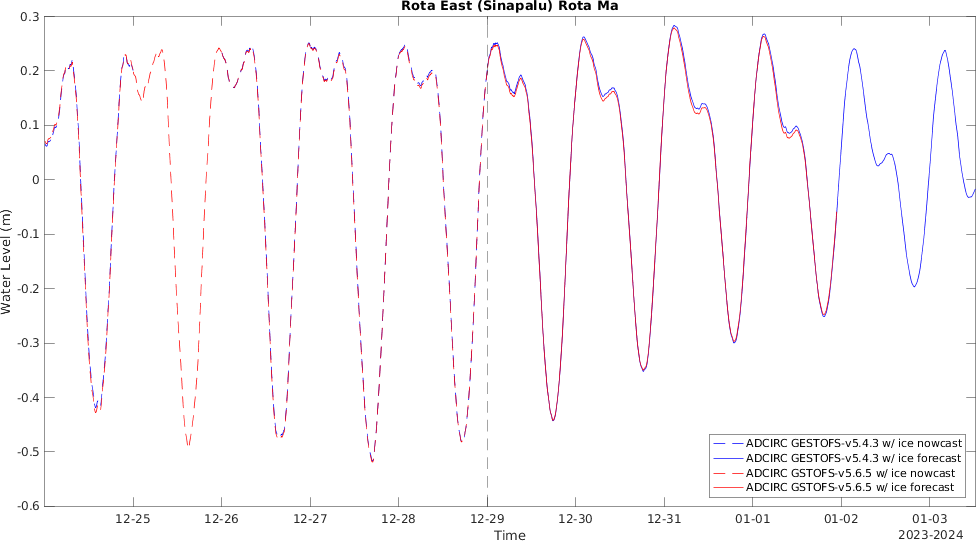 Rota East (Sinapalu) Rota Ma
0.3
0.2
0.1
0
-0.1
-0.2
-0.3
-0.4
-0.5
-0.6
Water Level (m)
ADCIRC GESTOFS-v5.4.3 w/ ice nowcast
ADCIRC GESTOFS-v5.4.3 w/ ice forecast
ADCIRC GSTOFS-v5.6.5 w/ ice nowcast
ADCIRC GSTOFS-v5.6.5 w/ ice forecast
12-25 12-26 12-27 12-28 12-29 12-30 12-31 01-01 01-02 01-03
Time
2023-2024